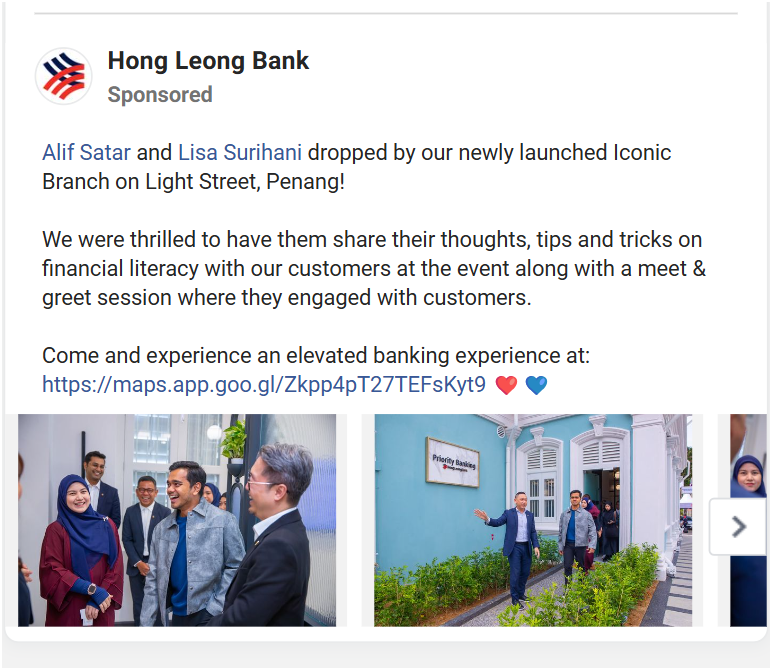 Hong Leong Bank
Sponsored
Alif Satar and Lisa Surihani dropped by our newly launched Iconic
Branch on Light Street, Penang!
We were thrilled to have them share their thoughts, tips and tricks on
financial literacy with our customers at the event along with a meet &
greet session where they engaged with customers.
Come and experience an elevated banking experience at:
https://maps.app.goo.gl/Zkpp4pT27TEFsKyt9 ❤️ 💙
Priority Banking